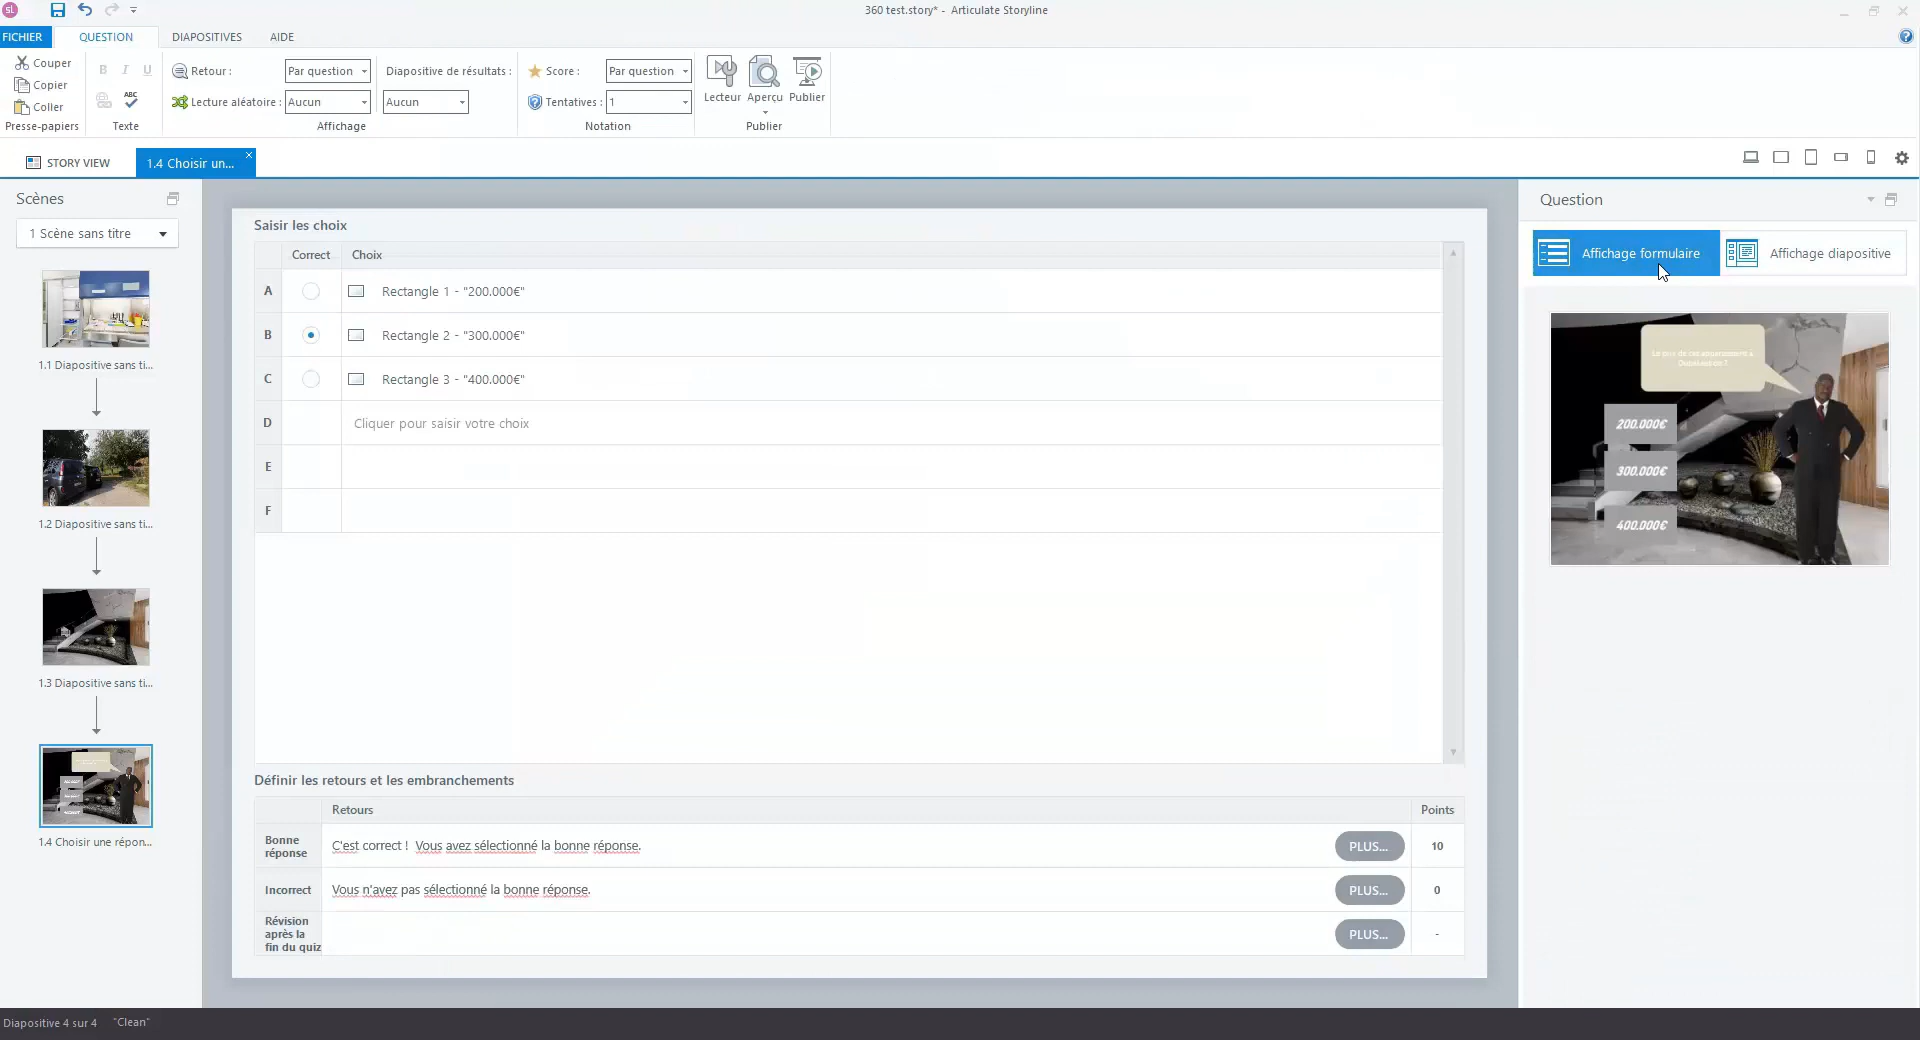 360 test.story* - Articulate Storyline
FICHIER
QUESTION
DIAPOSITIVES
AIDE
Couper
Copier
Coller
Presse-papiers
B I U
ABC
Texte
Retour :
Par question
Lecture aléatoire :
Aucun
Diapositive de résultats :
Aucun
Affichage
Score :
Par question
Tentatives :
1
Notation
Lecteur
Aperçu
Publier
Publier
STORY VIEW
1.4 Choisir un...
Scènes
1 Scène sans titre
1.1 Diapositive sans ti...
1.2 Diapositive sans ti...
1.3 Diapositive sans ti...
1.4 Choisir une répon...
Saisir les choix
Correct
Choix
A
Rectangle 1 - "200.000€"
B
Rectangle 2 - "300.000€"
C
Rectangle 3 - "400.000€"
D
Cliquer pour saisir votre choix
E
F
Définir les retours et les embranchements
Retours
Points
Bonne
réponse
C'est correct ! Vous avez sélectionné la bonne réponse.
PLUS...
10
Incorrect
Vous n'avez pas sélectionné la bonne réponse.
PLUS...
0
Révision
après la
fin du quiz
PLUS...
-
Question
Affichage formulaire
Affichage diapositive
200.000€
300.000€
400.000€
Diapositive 4 sur 4
"Clean"